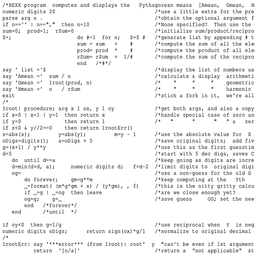 /*REXX program computes and displays the Pythagorean means [Amean, Gmean, H
numeric digits 20 /*use a little extra for the pre
parse arg n . /*obtain the optional argument f
if n=='' | n=="," then n=10 /*None specified? Then use the
sum=0; prod=1; rSum=0 /*initialize sum/product/recipro
$=; do #=1 for n; $=$ # /*generate list by appending # t
sum = sum + # /*compute the sum of all the ele
prod= prod * # /*compute the product of all ele
rSum= rSum + 1/# /*compute the sum of the recipro
end /*#*/
say ' list ='$ /*display the list of numbers us
say 'Amean =' sum / n /*calculate & display arithmeti
say 'Gmean =' Iroot(prod, n) /* " " " geometric
say 'Hmean =' n / rSum /* " " " harmonic
exit /*stick a fork in it, we're all
/*
Iroot: procedure; arg x 1 ox, y 1 oy /*get both args, and also a copy
if x=0 | x=1 | y=1 then return x /*handle special case of zero an
if y=0 then return 1 /* " " " " a zer
if x<0 & y//2==0 then return IrootErr() /* " " " "
x=abs(x); y=abs(y); m=y - 1 /*use the absolute value for X
oDigs=digits(); a=oDigs + 5 /*save original digits; add fiv
g=(x+1) / y**y /*use this as the first guesstim
d=5 /*start with 5 dec digs, saves C
do until d==a /*keep going as digits are incre
d=min(d+d, a); numeric digits d; f=d-2 /*limit digits to original digi
og= /*use a non-guess for the old G
do forever; gm=g**m /*keep computing at the Yth
_=format( (m*g*gm + x) / (y*gm), , f) /*this is the nitty gritty calcu
if _=g | _=og then leave /*are we close enough yet?
og=g; g=_ /*save guess OG; set the new
end /*forever*/
end /*until */

if oy<0 then g=1/g /*use reciprocal when Y is neg
numeric digits oDigs; return sign(ox)*g/1 /*normalize to original decimal
/*
IrootErr: say '***error*** (from Iroot): root' y "can't be even if 1st argument
return '[n/a]' /*return a "not applicable" at